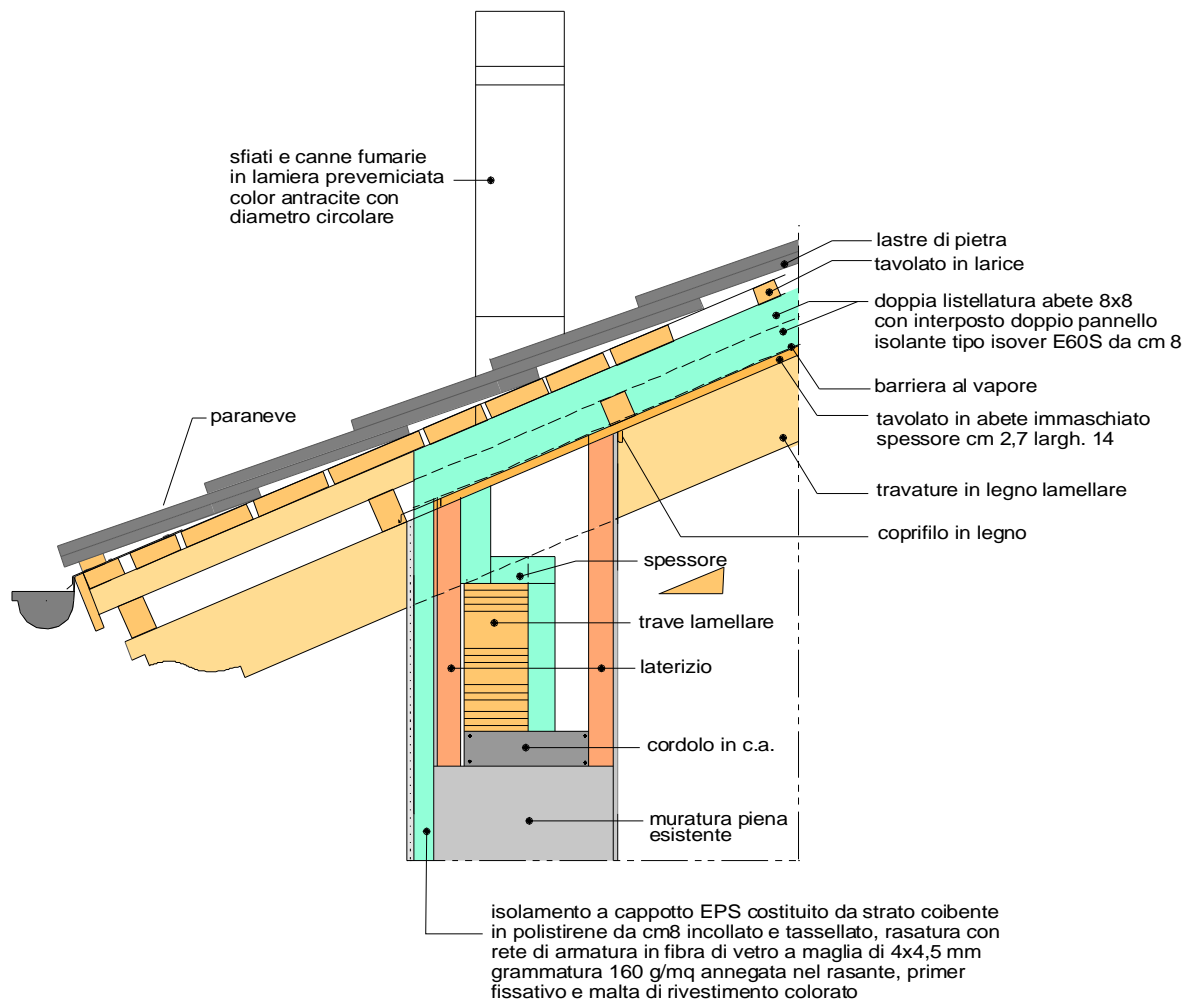 sfiati e canne fumarie
in lamiera preverniciata
color antracite con
diametro circolare
lastre di pietra
tavolato in larice
doppia listellatura abete 8x8
con interposto doppio pannello
isolante tipo isover E60S da cm 8
barriera al vapore
tavolato in abete immaschiato
spessore cm 2,7 largh. 14
travature in legno lamellare
coprifilo in legno
paraneve
spessore
trave lamellare
laterizio
cordolo in c.a.
muratura piena
esistente
isolamento a cappotto EPS costituito da strato coibente
in polistirene da cm8 incollato e tassellato, rasatura con
rete di armatura in fibra di vetro a maglia di 4x4,5 mm
grammatura 160 g/mq annegata nel rasante, primer
fissativo e malta di rivestimento colorato